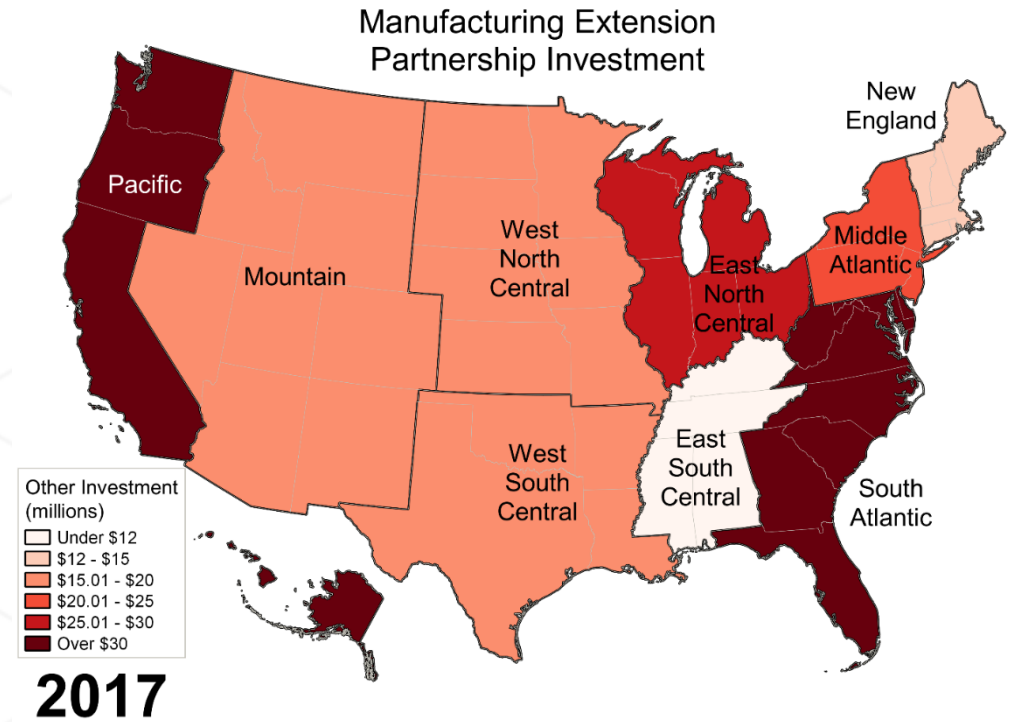 Manufacturing Extension
Partnership Investment
New
England
Pacific
West
North
Central
Middle
Atlantic
Mountain
East
North
Central
East
South
Central
West
South
Central
South
Atlantic
Other Investment
(millions)
Under $12
$12 - $15
$15.01 - $20
$20.01 - $25
$25.01 - $30
Over $30
2017